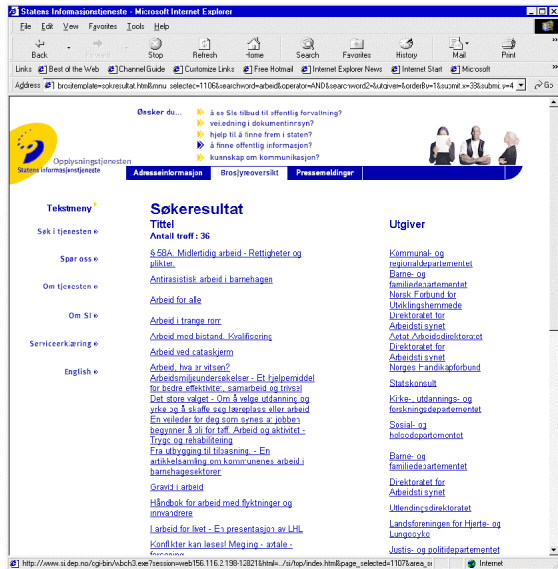 Statens Informasjonstjeneste - Microsoft Internet Explorer
File Edit View Favorites Tools Help
Back Forward Stop Refresh Home Search Favorites History Mail Print
Links Best of the Web Channel Guide Customize Links Free Hotmail Internet Explorer News Internet Start Microsoft
Address Go
Ønsker du...
å se SIs tilbud til offentlig forvaltning?
veiledning i dokumentinnsyn?
hjelp til å finne frem i staten?
å finne offentlig informasjon?
kunnskap om kommunikasjon?
Opplysningstjenesten
Statens informasjonstjeneste
Adresseinformasjon Brosjyreoversikt Pressemeldinger
Tekstmeny
Søk i tjenesten »
Spør oss »
Om tjenesten »
Om SI »
Serviceerklæring »
English »
Søkeresultat
Tittel Utgiver
Antall treff : 36
§ 58A, Midlertidig arbeid - Rettigheter og
plikter.
Kommunal- og
regionaldepartementet
Antirasistisk arbeid i barnehagen
Barne- og
familiedepartementet
Arbeid for alle
Norsk Forbund for
Utviklingshemmede
Arbeid i trange rom
Direktoratet for
Arbeidstilsynet
Arbeid med bistand. Kvalifisering
Aetat Arbeidsdirektoratet
Arbeid ved dataskjerm
Direktoratet for
Arbeidstilsynet
Arbeid, hva er vitsen?
Norges Handikapforbund
Arbeidsmiljøundersøkelser - Et hjelpemiddel
for bedre effektivitet, samarbeid og trivsel
Statskonsult
Det store valget - Om å velge utdanning og
yrke og å skaffe seg læreplass eller arbeid
Kirke-, utdannings- og
forskningsdepartementet
En veileder for deg som synes at jobben
begynner å bli for tøff. Arbeid og aktivitet -
Trygd og rehabilitering
Sosial- og
helsedepartementet
Fra utbygging til tilpasning. - En
artikkelsamling om kommunenes arbeid i
barnehagesektoren
Barne- og
familiedepartementet
Gravid i arbeid
Direktoratet for
Arbeidstilsynet
Håndbok for arbeid med flyktninger og
innvandrere
Utlendingsdirektoratet
I arbeid for livet - En presentasjon av LHL
Landsforeningen for Hjerte- og
Lungesyke
Konflikter kan løses! Megling - avtale -
Justis- og politidepartementet
Internet